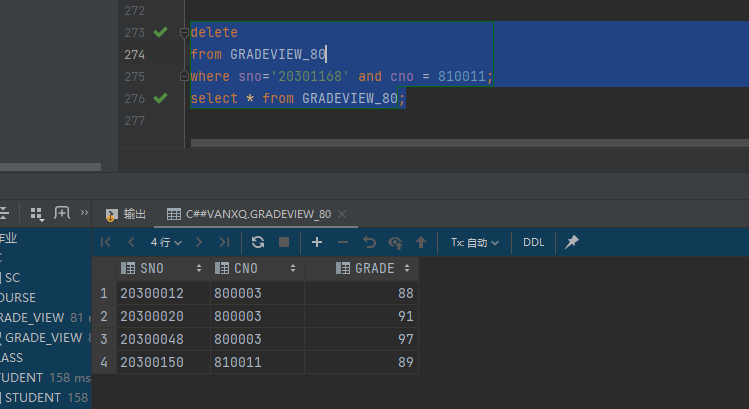 272
273 delete
274 from GRADEVIEW_80
275 where sno='20301168' and cno = 810011;
276 select * from GRADEVIEW_80;
277
输出 C##VANXQ.GRADEVIEW_80
4 行 Tx: 自动 DDL
SNO CNO GRADE
1 20300012 800003 88
2 20300020 800003 91
3 20300048 800003 97
4 20300150 810011 89
作业
C
SC
OURSE
RADE_VIEW 81 m
GRADE_VIEW 8
LASS
TUDENT 158 ms
STUDENT 158